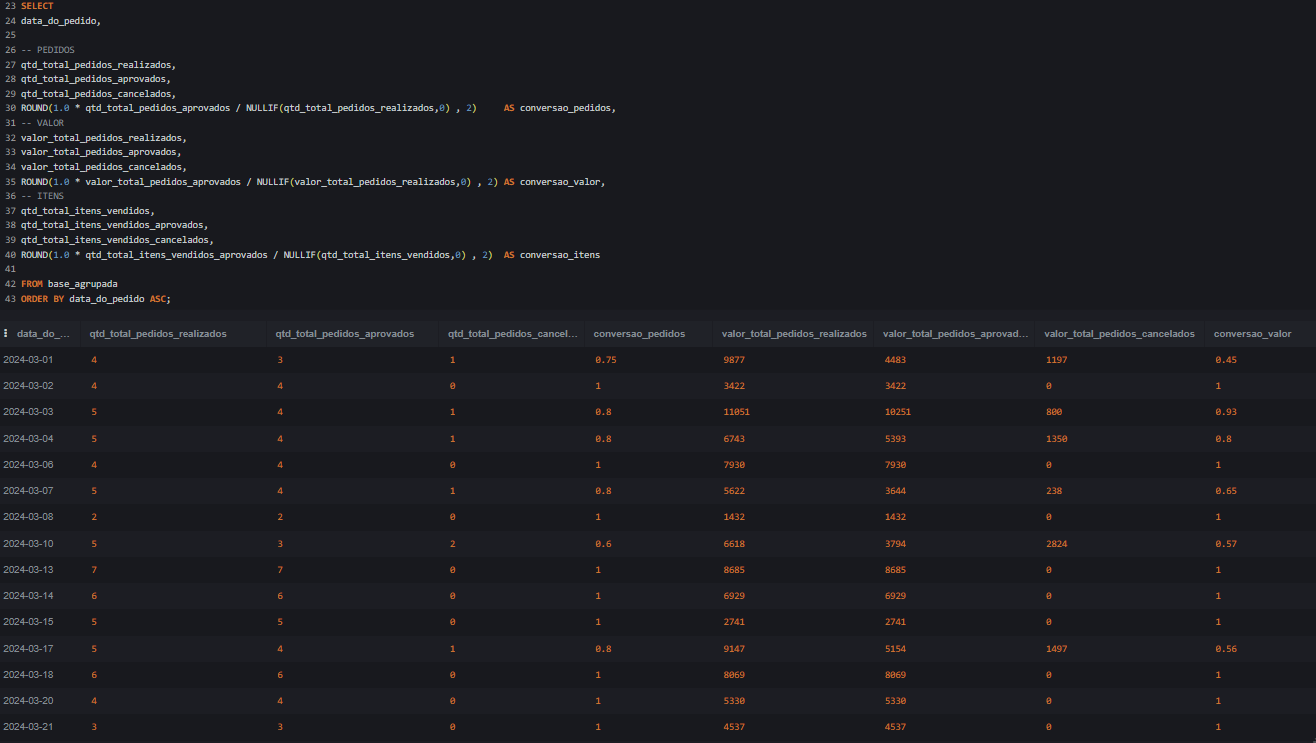 23 SELECT
24 data_do_pedido,
25
26 -- PEDIDOS
27 qtd_total_pedidos_realizados,
28 qtd_total_pedidos_aprovados,
29 qtd_total_pedidos_cancelados,
30 ROUND(1.0 * qtd_total_pedidos_aprovados / NULLIF(qtd_total_pedidos_realizados,0) , 2) AS conversao_pedidos,
31 -- VALOR
32 valor_total_pedidos_realizados,
33 valor_total_pedidos_aprovados,
34 valor_total_pedidos_cancelados,
35 ROUND(1.0 * valor_total_pedidos_aprovados / NULLIF(valor_total_pedidos_realizados,0) , 2) AS conversao_valor,
36 -- ITENS
37 qtd_total_itens_vendidos,
38 qtd_total_itens_vendidos_aprovados,
39 qtd_total_itens_vendidos_cancelados,
40 ROUND(1.0 * qtd_total_itens_vendidos_aprovados / NULLIF(qtd_total_itens_vendidos,0) , 2) AS conversao_itens
41
42 FROM base_agrupada
43 ORDER BY data_do_pedido ASC;
data_do_... qtd_total_pedidos_realizados qtd_total_pedidos_aprovados qtd_total_pedidos_cancel... conversao_pedidos valor_total_pedidos_realizados valor_total_pedidos_aprovad... valor_total_pedidos_cancelados conversao_valor
2024-03-01 4 3 1 0.75 9877 4483 1197 0.45
2024-03-02 4 4 0 1 3422 3422 0 1
2024-03-03 5 4 1 0.8 11051 10251 800 0.93
2024-03-04 5 4 1 0.8 6743 5393 1350 0.8
2024-03-06 4 4 0 1 7930 7930 0 1
2024-03-07 5 4 1 0.8 5622 3644 238 0.65
2024-03-08 2 2 0 1 1432 1432 0 1
2024-03-10 5 3 2 0.6 6618 3794 2824 0.57
2024-03-13 7 7 0 1 8685 8685 0 1
2024-03-14 6 6 0 1 6929 6929 0 1
2024-03-15 5 5 0 1 2741 2741 0 1
2024-03-17 5 4 1 0.8 9147 5154 1497 0.56
2024-03-18 6 6 0 1 8069 8069 0 1
2024-03-20 4 4 0 1 5330 5330 0 1
2024-03-21 3 3 0 1 4537 4537 0 1